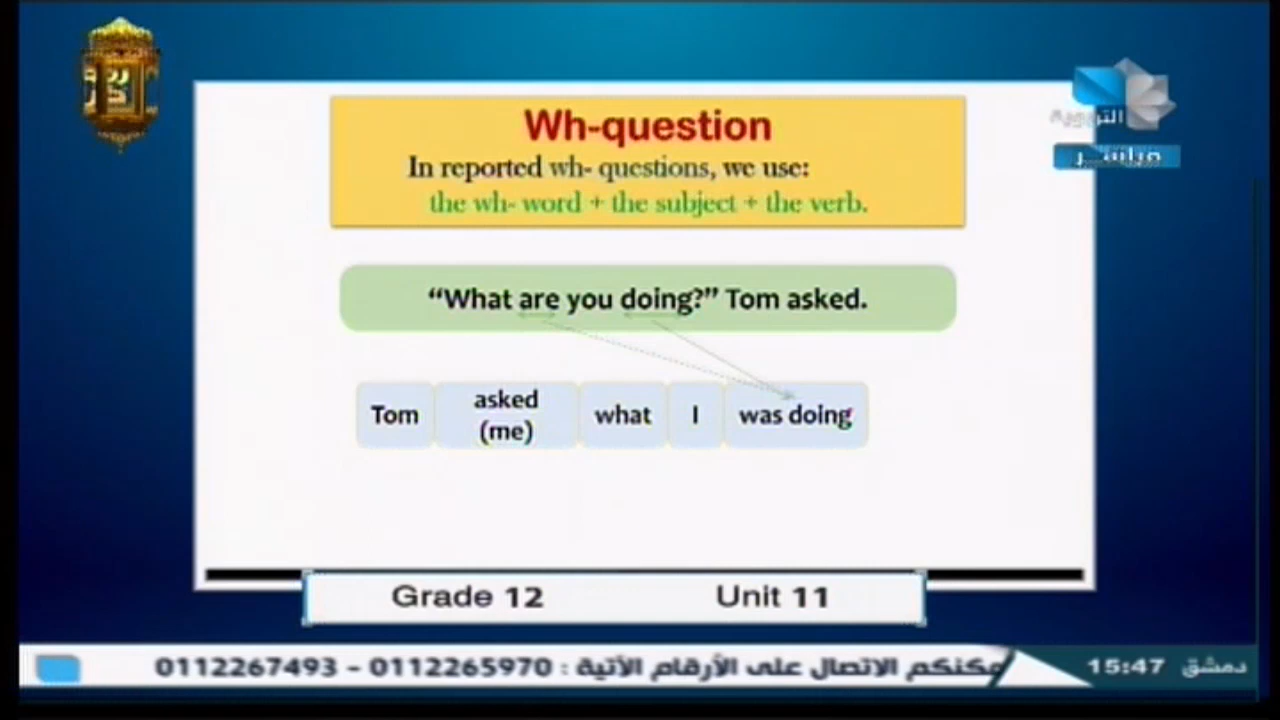 التربوية
مباشر
Wh-question
In reported wh- questions, we use:
the wh- word + the subject + the verb.
“What are you doing?” Tom asked.
Tom asked (me) what I was doing
Grade 12 Unit 11
مكنكم الاتصال على الأرقام الآتية : 0112265970 – 0112267493
دمشق 15:47